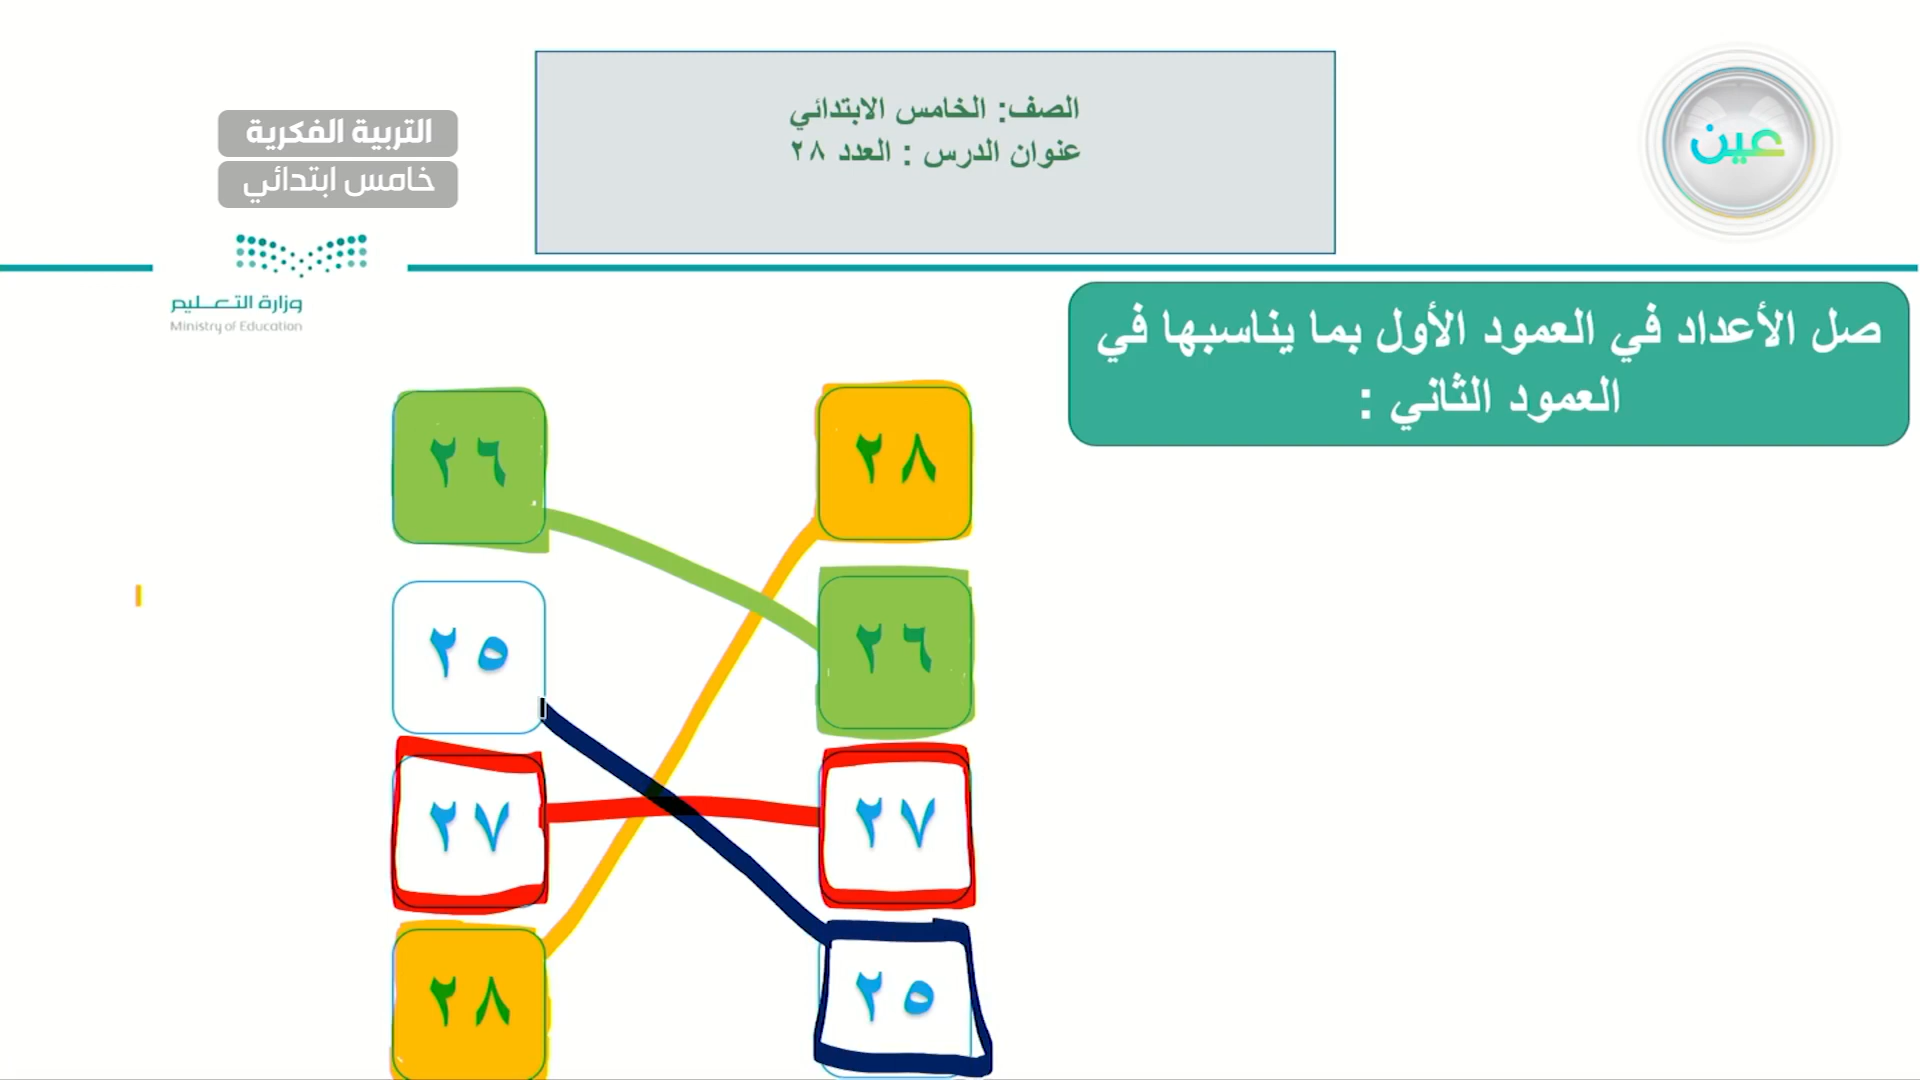 الصف: الخامس الابتدائي
عنوان الدرس : العدد ٢٨
عين
التربية الفكرية
خامس ابتدائي
وزارة التعليم
Ministry of Education
صل الأعداد في العمود الأول بما يناسبها في
العمود الثاني :
٢٨
٢٦
٢٦
٢٥
٢٧
٢٧
٢٥
٢٨